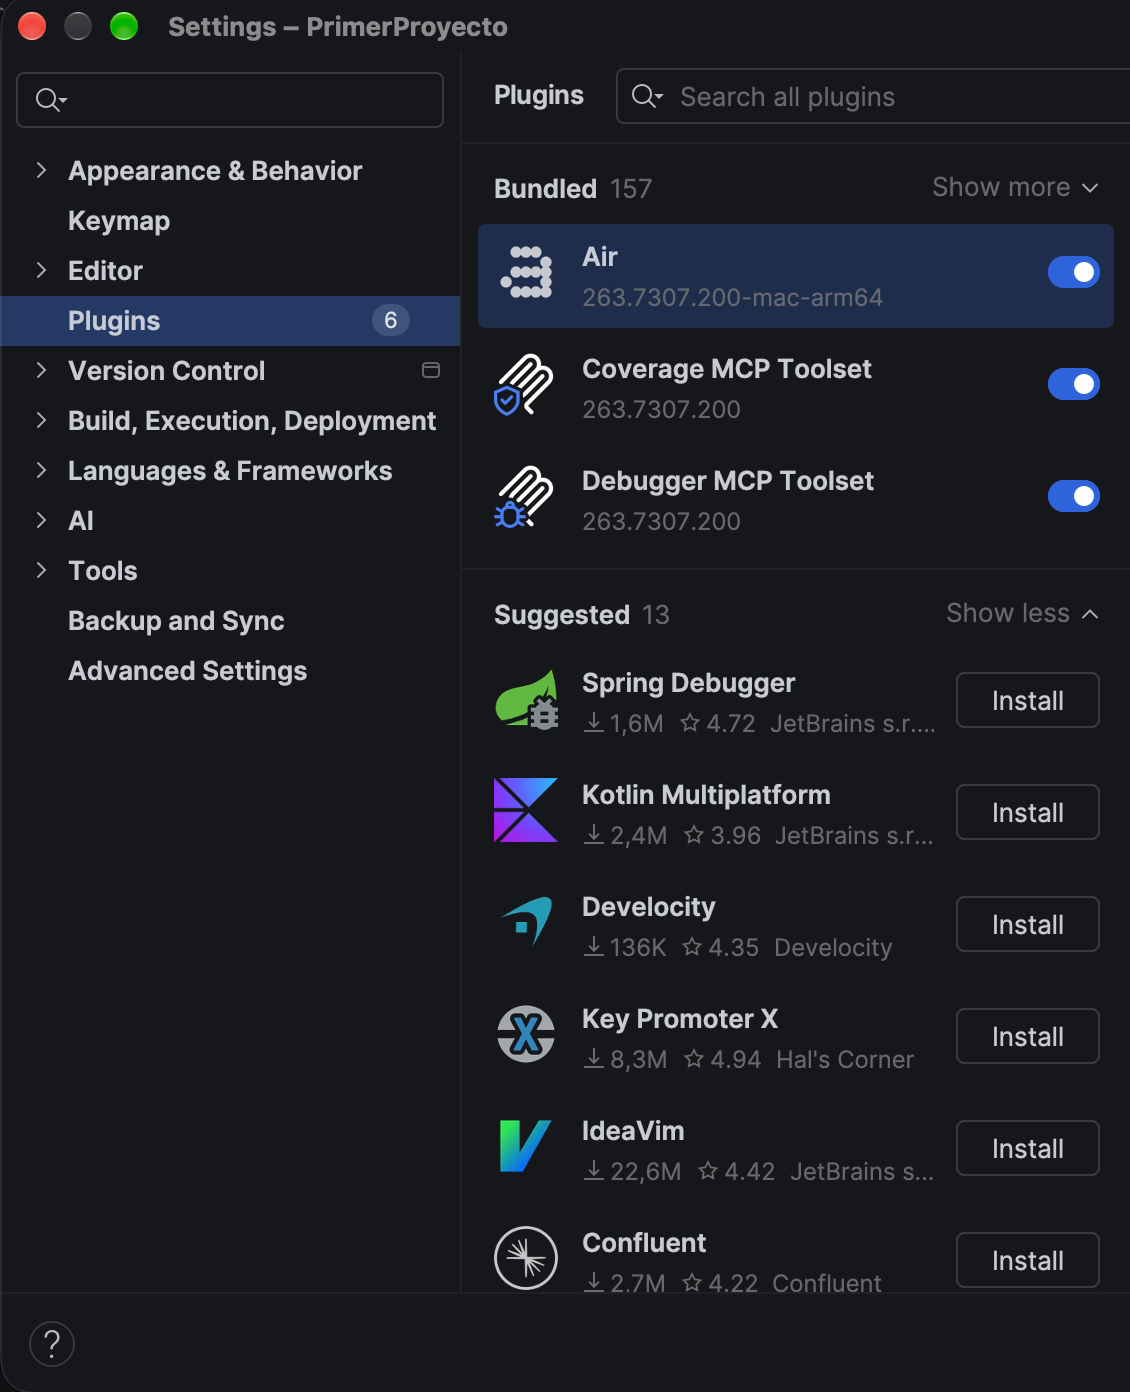 Settings – PrimerProyecto
Appearance & Behavior
Keymap
Editor
Plugins 6
Version Control
Build, Execution, Deployment
Languages & Frameworks
AI
Tools
Backup and Sync
Advanced Settings
Plugins
Search all plugins
Bundled 157 Show more
Air
263.7307.200-mac-arm64
Coverage MCP Toolset
263.7307.200
Debugger MCP Toolset
263.7307.200
Suggested 13 Show less
Spring Debugger
1,6M 4.72 JetBrains s.r.…
Install
Kotlin Multiplatform
2,4M 3.96 JetBrains s.r…
Install
Develocity
136K 4.35 Develocity
Install
Key Promoter X
8,3M 4.94 Hal's Corner
Install
IdeaVim
22,6M 4.42 JetBrains s…
Install
Confluent
2.7M 4.22 Confluent
Install
?